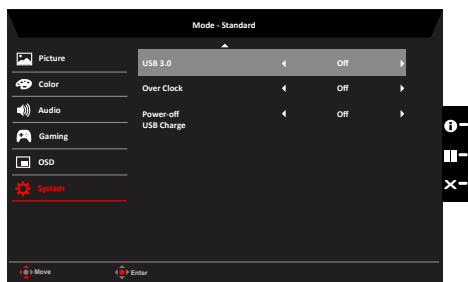 Mode - Standard
Picture
Color
Audio
Gaming
OSD
System
USB 3.0 Off
Over Clock Off
Power-off Off
USB Charge
Move Enter